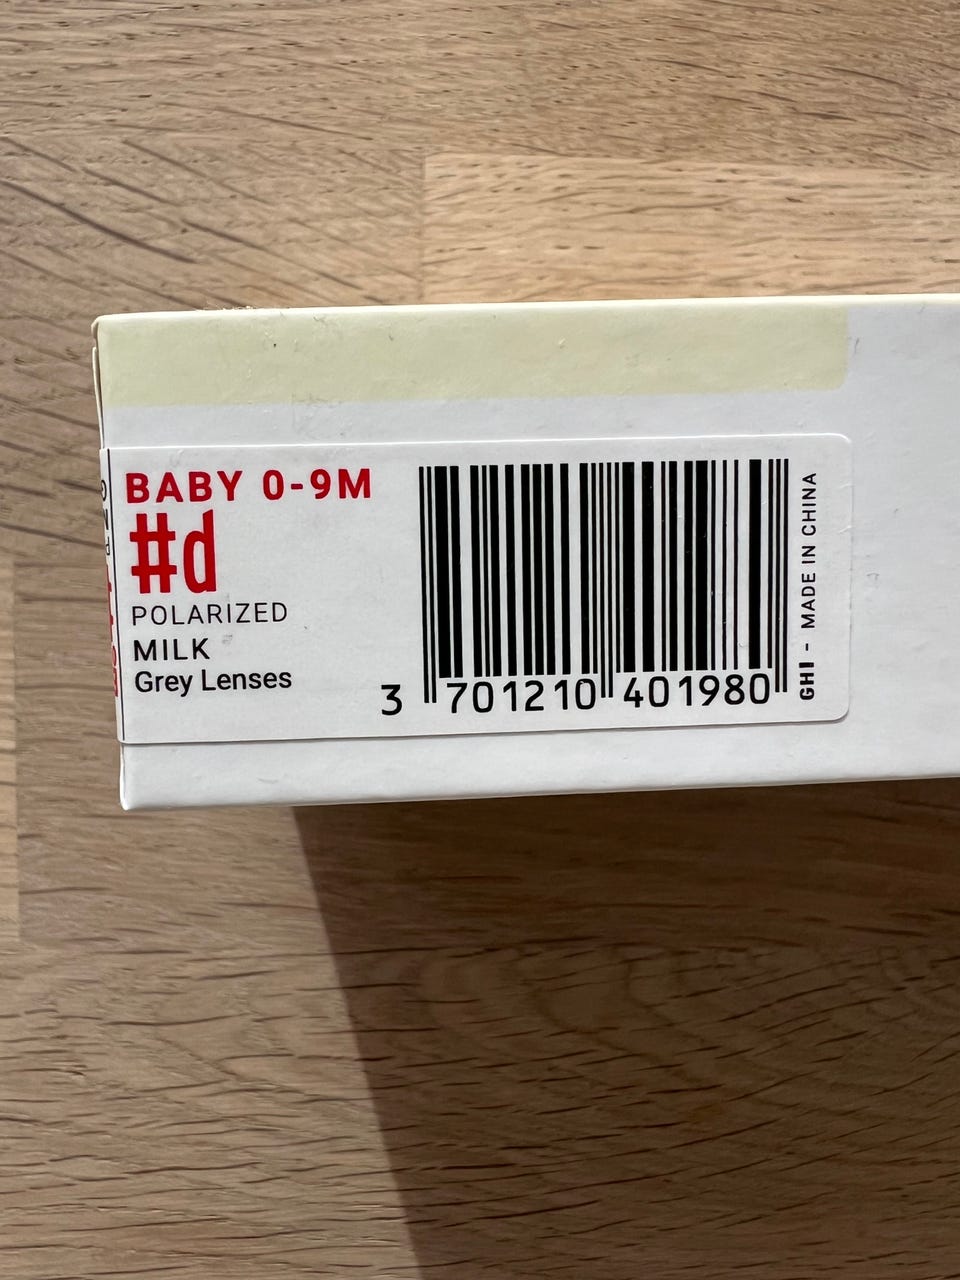 BABY 0-9M
#d
POLARIZED
MILK
Grey Lenses
3 701210 401980
GHI - MADE IN CHINA